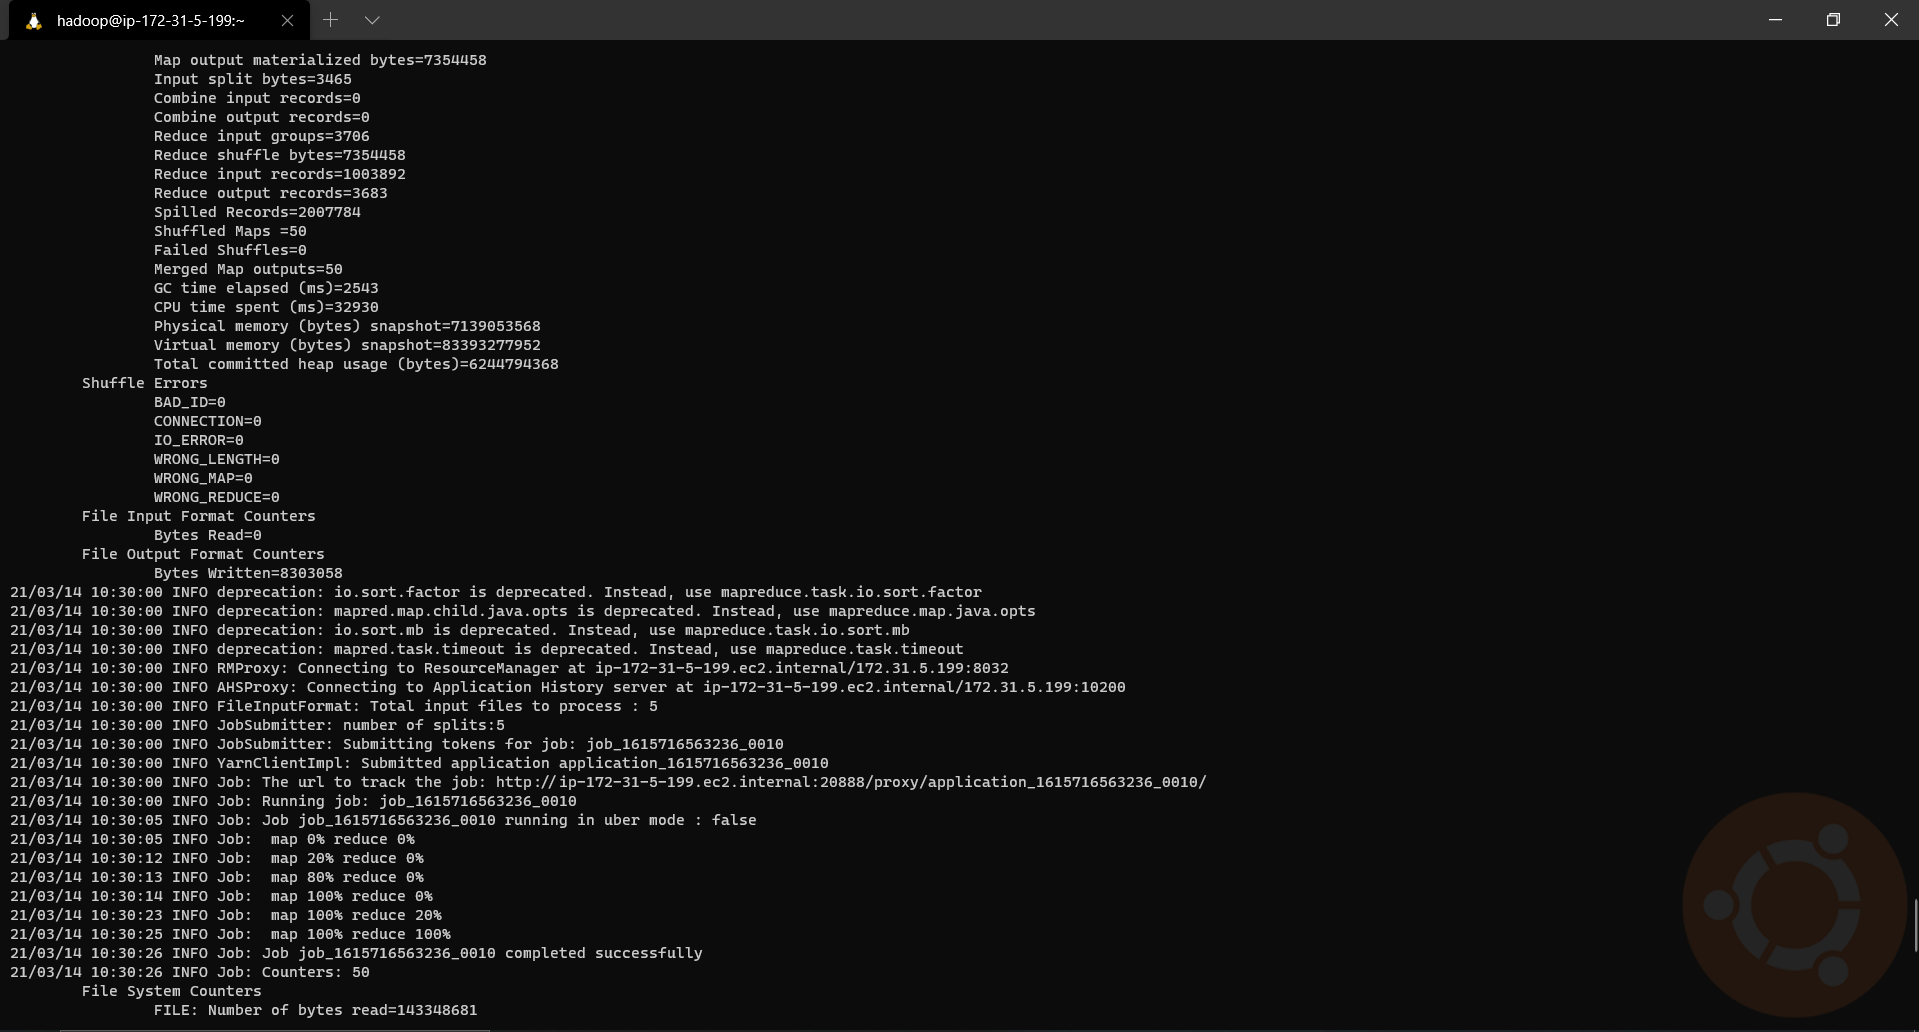 hadoop@ip-172-31-5-199:~
Map output materialized bytes=7354458
Input split bytes=3465
Combine input records=0
Combine output records=0
Reduce input groups=3706
Reduce shuffle bytes=7354458
Reduce input records=1003892
Reduce output records=3683
Spilled Records=2007784
Shuffled Maps =50
Failed Shuffles=0
Merged Map outputs=50
GC time elapsed (ms)=2543
CPU time spent (ms)=32930
Physical memory (bytes) snapshot=7139053568
Virtual memory (bytes) snapshot=83393277952
Total committed heap usage (bytes)=6244794368
Shuffle Errors
BAD_ID=0
CONNECTION=0
IO_ERROR=0
WRONG_LENGTH=0
WRONG_MAP=0
WRONG_REDUCE=0
File Input Format Counters
Bytes Read=0
File Output Format Counters
Bytes Written=8303058
21/03/14 10:30:00 INFO deprecation: io.sort.factor is deprecated. Instead, use mapreduce.task.io.sort.factor
21/03/14 10:30:00 INFO deprecation: mapred.map.child.java.opts is deprecated. Instead, use mapreduce.map.java.opts
21/03/14 10:30:00 INFO deprecation: io.sort.mb is deprecated. Instead, use mapreduce.task.io.sort.mb
21/03/14 10:30:00 INFO deprecation: mapred.task.timeout is deprecated. Instead, use mapreduce.task.timeout
21/03/14 10:30:00 INFO RMProxy: Connecting to ResourceManager at ip-172-31-5-199.ec2.internal/172.31.5.199:8032
21/03/14 10:30:00 INFO AHSProxy: Connecting to Application History server at ip-172-31-5-199.ec2.internal/172.31.5.199:10200
21/03/14 10:30:00 INFO FileInputFormat: Total input files to process : 5
21/03/14 10:30:00 INFO JobSubmitter: number of splits:5
21/03/14 10:30:00 INFO JobSubmitter: Submitting tokens for job: job_1615716563236_0010
21/03/14 10:30:00 INFO YarnClientImpl: Submitted application application_1615716563236_0010
21/03/14 10:30:00 INFO Job: The url to track the job: http://ip-172-31-5-199.ec2.internal:20888/proxy/application_1615716563236_0010/
21/03/14 10:30:00 INFO Job: Running job: job_1615716563236_0010
21/03/14 10:30:05 INFO Job: Job job_1615716563236_0010 running in uber mode : false
21/03/14 10:30:05 INFO Job:  map 0% reduce 0%
21/03/14 10:30:12 INFO Job:  map 20% reduce 0%
21/03/14 10:30:13 INFO Job:  map 80% reduce 0%
21/03/14 10:30:14 INFO Job:  map 100% reduce 0%
21/03/14 10:30:23 INFO Job:  map 100% reduce 20%
21/03/14 10:30:25 INFO Job:  map 100% reduce 100%
21/03/14 10:30:26 INFO Job: Job job_1615716563236_0010 completed successfully
21/03/14 10:30:26 INFO Job: Counters: 50
File System Counters
FILE: Number of bytes read=143348681